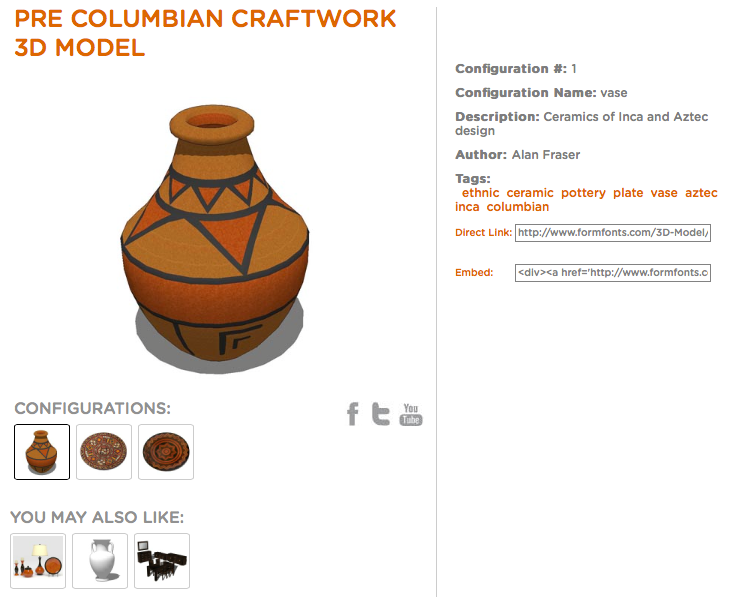 PRE COLUMBIAN CRAFTWORK
3D MODEL
CONFIGURATIONS:
You
Tube
YOU MAY ALSO LIKE:
Configuration #: 1
Configuration Name: vase
Description: Ceramics of Inca and Aztec
design
Author: Alan Fraser
Tags:
ethnic ceramic pottery plate vase aztec
inca columbian
Direct Link: http://www.formfonts.com/3D-Model/
Embed: <div><a href='http://www.formfonts.c